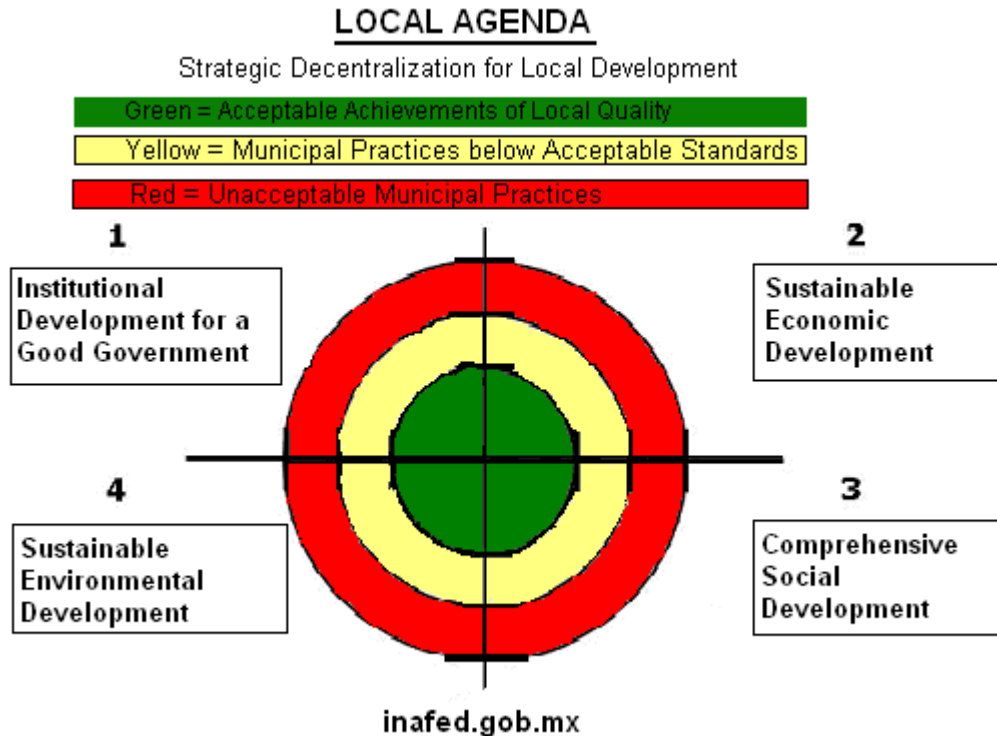 LOCAL AGENDA
Strategic Decentralization for Local Development
Green = Acceptable Achievements of Local Quality
Yellow = Municipal Practices below Acceptable Standards
Red = Unacceptable Municipal Practices
1
Institutional
Development for a
Good Government
2
Sustainable
Economic
Development
4
Sustainable
Environmental
Development
3
Comprehensive
Social
Development
inafed.gob.mx